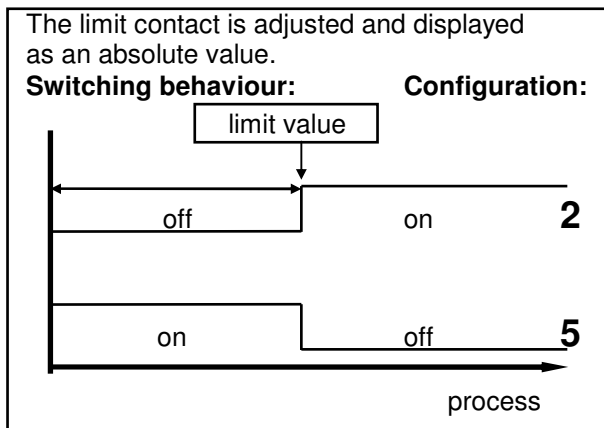 The limit contact is adjusted and displayed
as an absolute value.
Switching behaviour: Configuration:
limit value
off on 2
on off 5
process